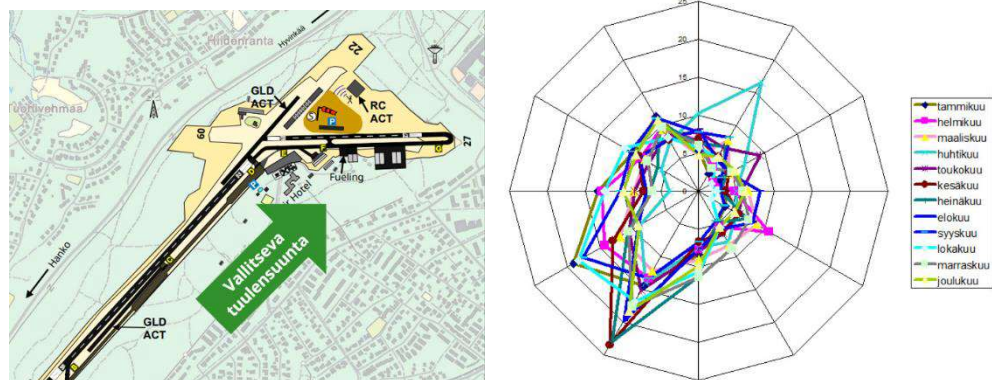 Hiidenranta
Hyvinkää
22
GLD
ACT
RC
ACT
Tuohivehmaa
09
S
P
27
Fueling
Hotel
Hanko
Vallitseva
tuulensuunta
GLD
ACT
25
20
15
10
5
0
tammikuu
helmikuu
maaliskuu
huhtikuu
toukokuu
kesäkuu
heinäkuu
elokuu
syyskuu
lokakuu
marraskuu
joulukuu